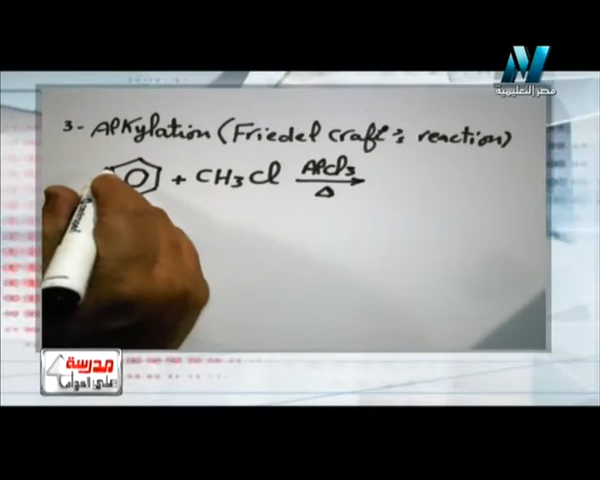 مصر التعليمية
3- Alkylation (Friedel craft's reaction)
+ CH3Cl AlCl3
Δ
مدرسة
على الهواء